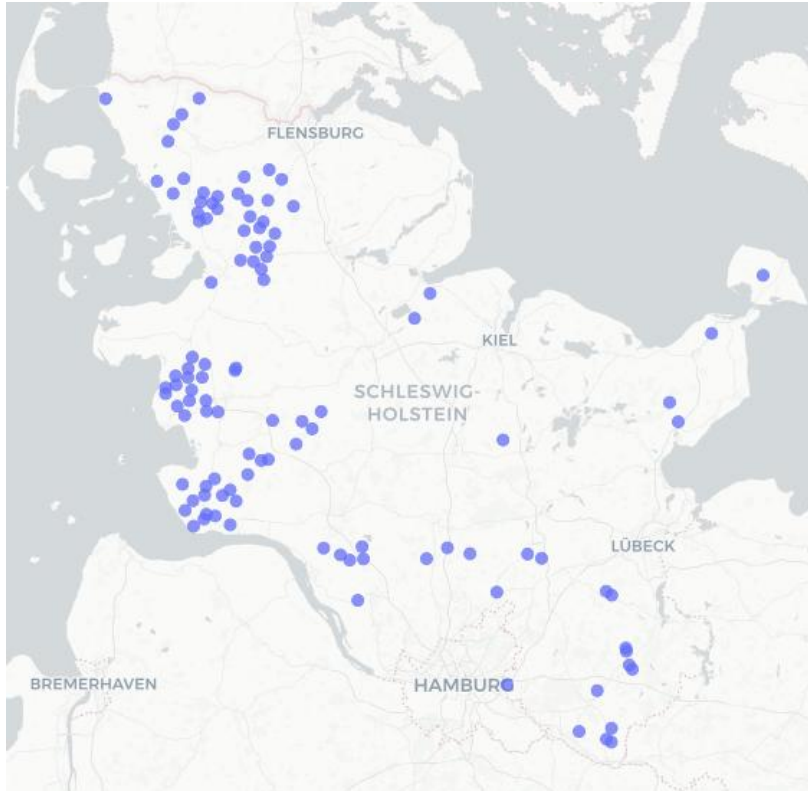 FLENSBURG
KIEL
SCHLESWIG-
HOLSTEIN
LÜBECK
BREMERHAVEN
HAMBURG